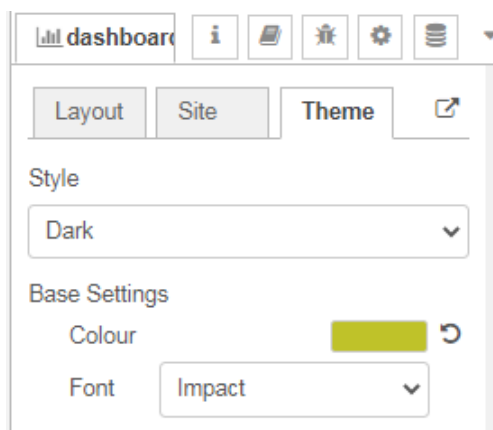 dashboard
Layout Site Theme
Style
Dark
Base Settings
Colour
Font Impact